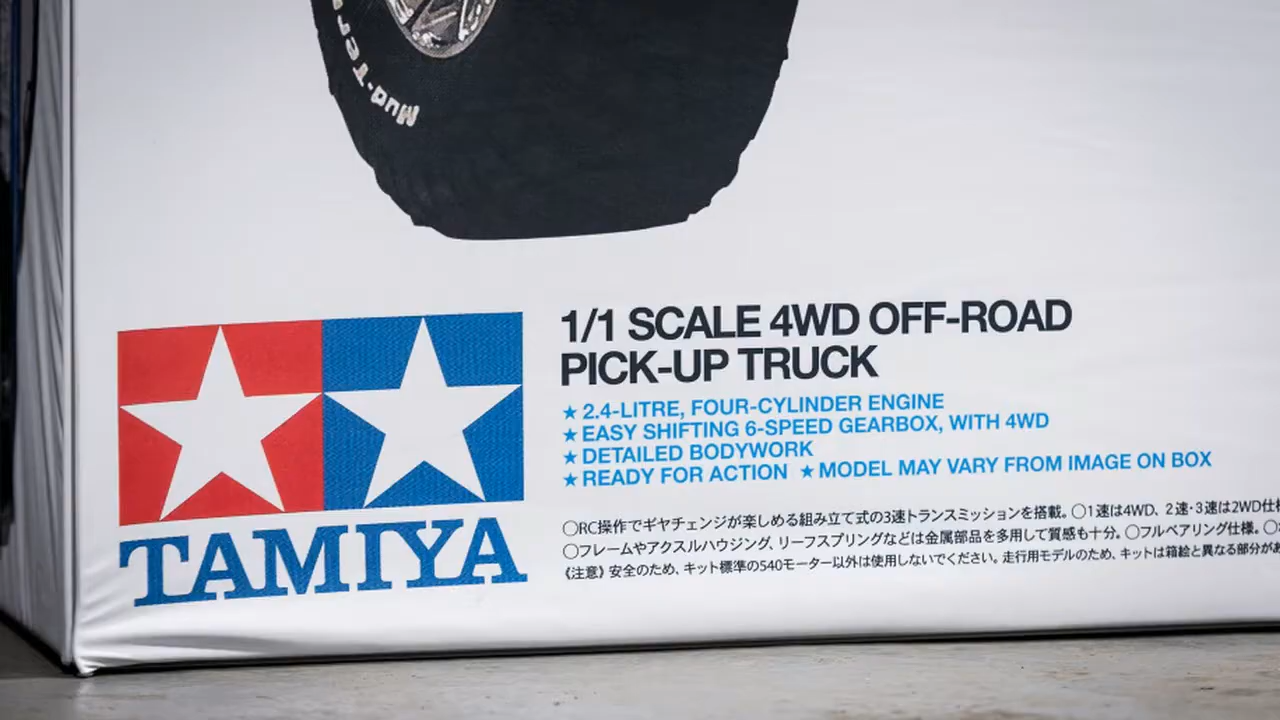 Mud-Ter
1/1 SCALE 4WD OFF-ROAD
PICK-UP TRUCK
★2.4-LITRE, FOUR-CYLINDER ENGINE
★EASY SHIFTING 6-SPEED GEARBOX, WITH 4WD
★DETAILED BODYWORK
★READY FOR ACTION ★MODEL MAY VARY FROM IMAGE ON BOX
○RC操作でギヤチェンジが楽しめる組み立て式の3速トランスミッションを搭載。○1速は4WD、2速・3速は2WD仕様
○フレームやアクスルハウジング、リーフスプリングなどは金属部品を多用して質感も十分。○フルベアリング仕様。
《注意》安全のため、キット標準の540モーター以外は使用しないでください。走行用モデルのため、キットは箱絵と異なる部分が
TAMIYA